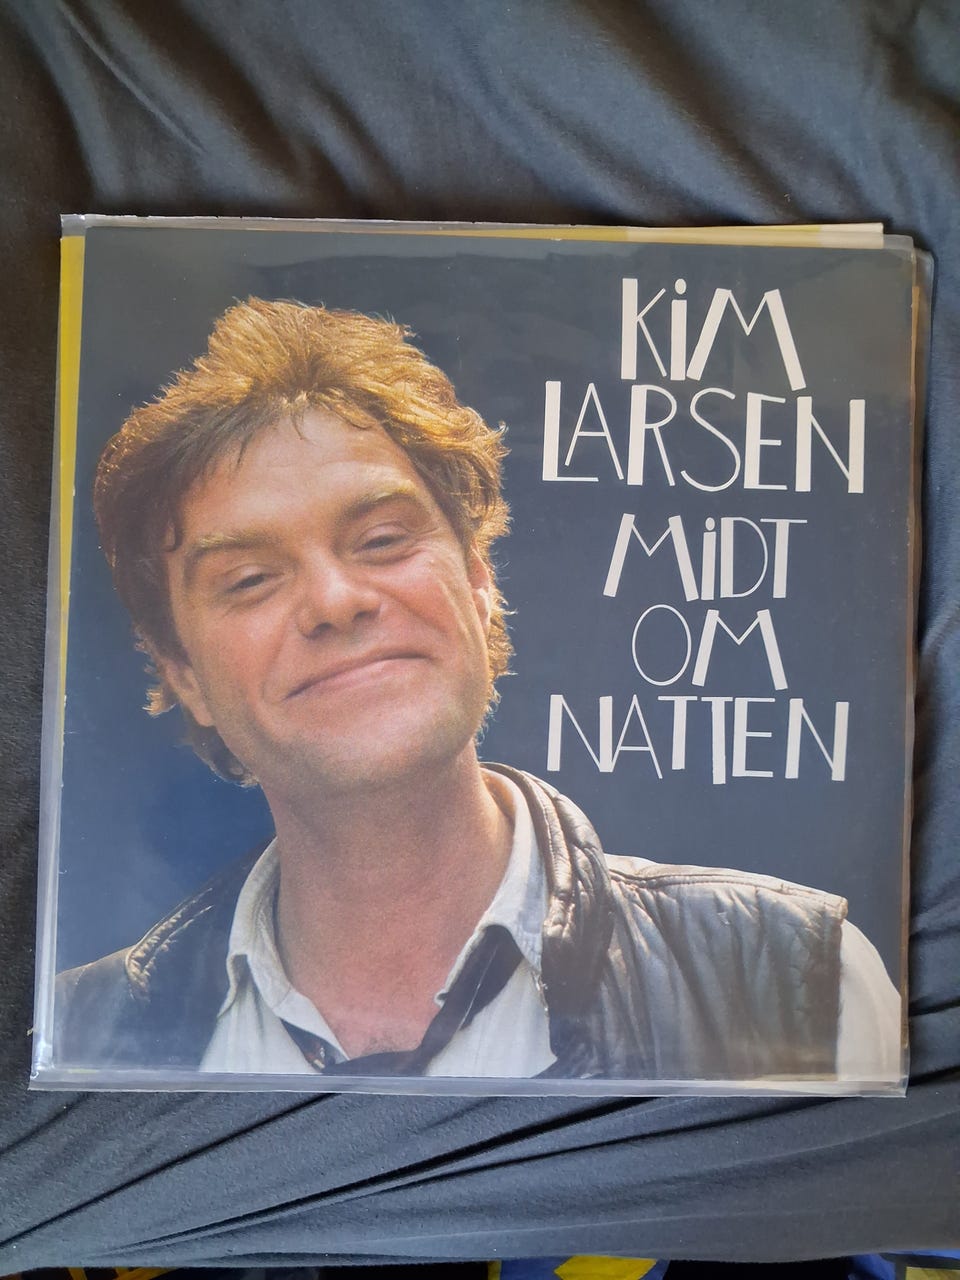 KiM
LARSEN
MiDT
OM
NATTEN